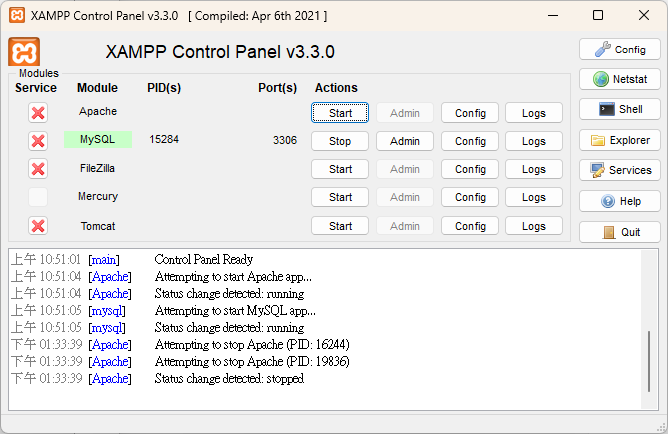 XAMPP Control Panel v3.3.0 [ Compiled: Apr 6th 2021 ]
XAMPP Control Panel v3.3.0
Config
Modules
Service Module PID(s) Port(s) Actions
Netstat
Apache Start Admin Config Logs
Shell
MySQL 15284 3306 Stop Admin Config Logs
Explorer
FileZilla Start Admin Config Logs
Services
Mercury Start Admin Config Logs
Help
Tomcat Start Admin Config Logs
Quit
上午 10:51:01 [main] Control Panel Ready
上午 10:51:04 [Apache] Attempting to start Apache app...
上午 10:51:04 [Apache] Status change detected: running
上午 10:51:05 [mysql] Attempting to start MySQL app...
上午 10:51:05 [mysql] Status change detected: running
下午 01:33:39 [Apache] Attempting to stop Apache (PID: 16244)
下午 01:33:39 [Apache] Attempting to stop Apache (PID: 19836)
下午 01:33:39 [Apache] Status change detected: stopped